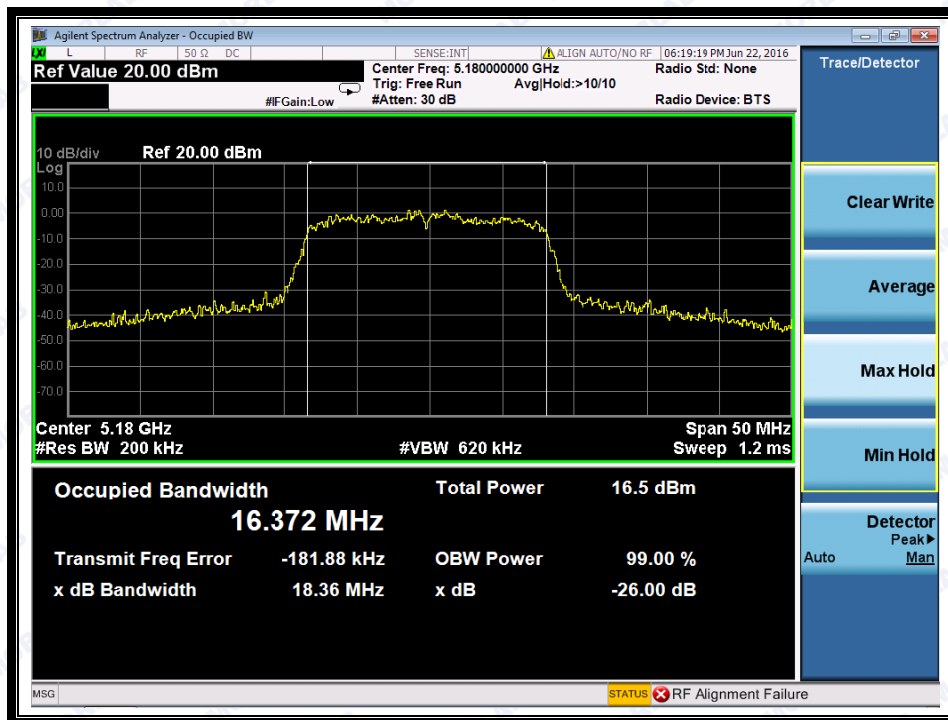 Agilent Spectrum Analyzer - Occupied BW
LXI L RF 50 Ω DC SENSE:INT ALIGN AUTO/NO RF 06:19:19 PM Jun 22, 2016
Ref Value 20.00 dBm
Center Freq: 5.180000000 GHz
Radio Std: None
Trig: Free Run Avg|Hold:>10/10
#IFGain:Low #Atten: 30 dB Radio Device: BTS
10 dB/div Ref 20.00 dBm
Log
10.0
0.00
-10.0
-20.0
-30.0
-40.0
-50.0
-60.0
-70.0
Center 5.18 GHz Span 50 MHz
#Res BW 200 kHz #VBW 620 kHz Sweep 1.2 ms
Occupied Bandwidth Total Power 16.5 dBm
16.372 MHz
Transmit Freq Error -181.88 kHz OBW Power 99.00 %
x dB Bandwidth 18.36 MHz x dB -26.00 dB
Trace/Detector
Clear Write
Average
Max Hold
Min Hold
Detector
Peak▶
Auto Man
MSG STATUS RF Alignment Failure